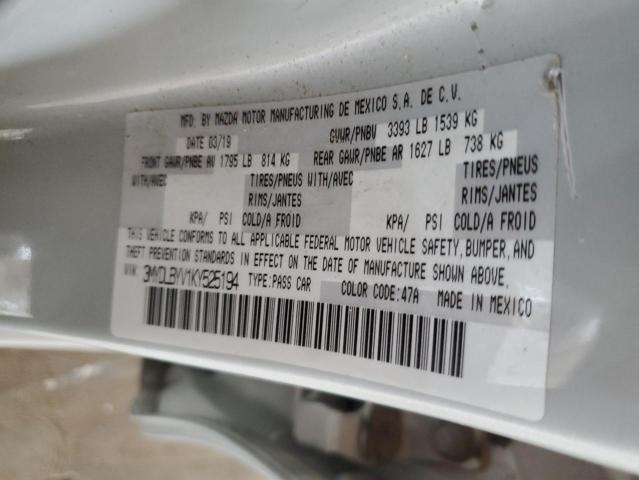 MFD. BY MAZDA MOTOR MANUFACTURING DE MEXICO S.A. DE C.V.
DATE 03/19 GVWR/PNBV 3393 LB 1539 KG
FRONT GAWR/PNBE AV 1795 LB 814 KG REAR GAWR/PNBE AR 1627 LB 738 KG
WITH/AVEC TIRES/PNEUS WITH/AVEC TIRES/PNEUS
RIMS/JANTES RIMS/JANTES
KPA/ PSI COLD/A FROID KPA/ PSI COLD/A FROID
THIS VEHICLE CONFORMS TO ALL APPLICABLE FEDERAL MOTOR VEHICLE SAFETY, BUMPER, AND
THEFT PREVENTION STANDARDS IN EFFECT ON THE DATE OF MANUFACTURE SHOWN ABOVE.
VIN: 3MYDLBYV1KY525194 TYPE:PASS CAR COLOR CODE:47A MADE IN MEXICO